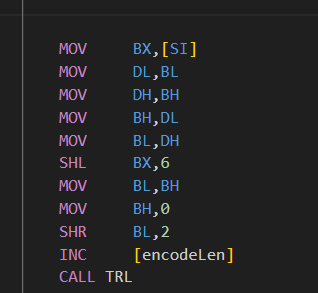 MOV BX,[SI]
MOV DL,BL
MOV DH,BH
MOV BH,DL
MOV BL,DH
SHL BX,6
MOV BL,BH
MOV BH,0
SHR BL,2
INC [encodeLen]
CALL TRL